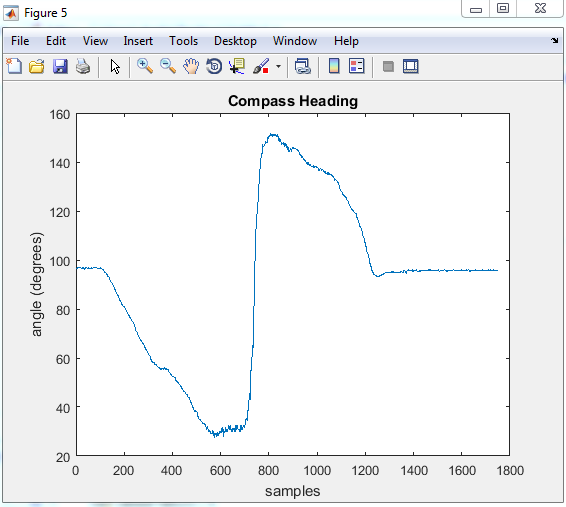 Figure 5
File Edit View Insert Tools Desktop Window Help
Compass Heading
160
140
120
100
80
60
40
20
angle (degrees)
0 200 400 600 800 1000 1200 1400 1600 1800
samples